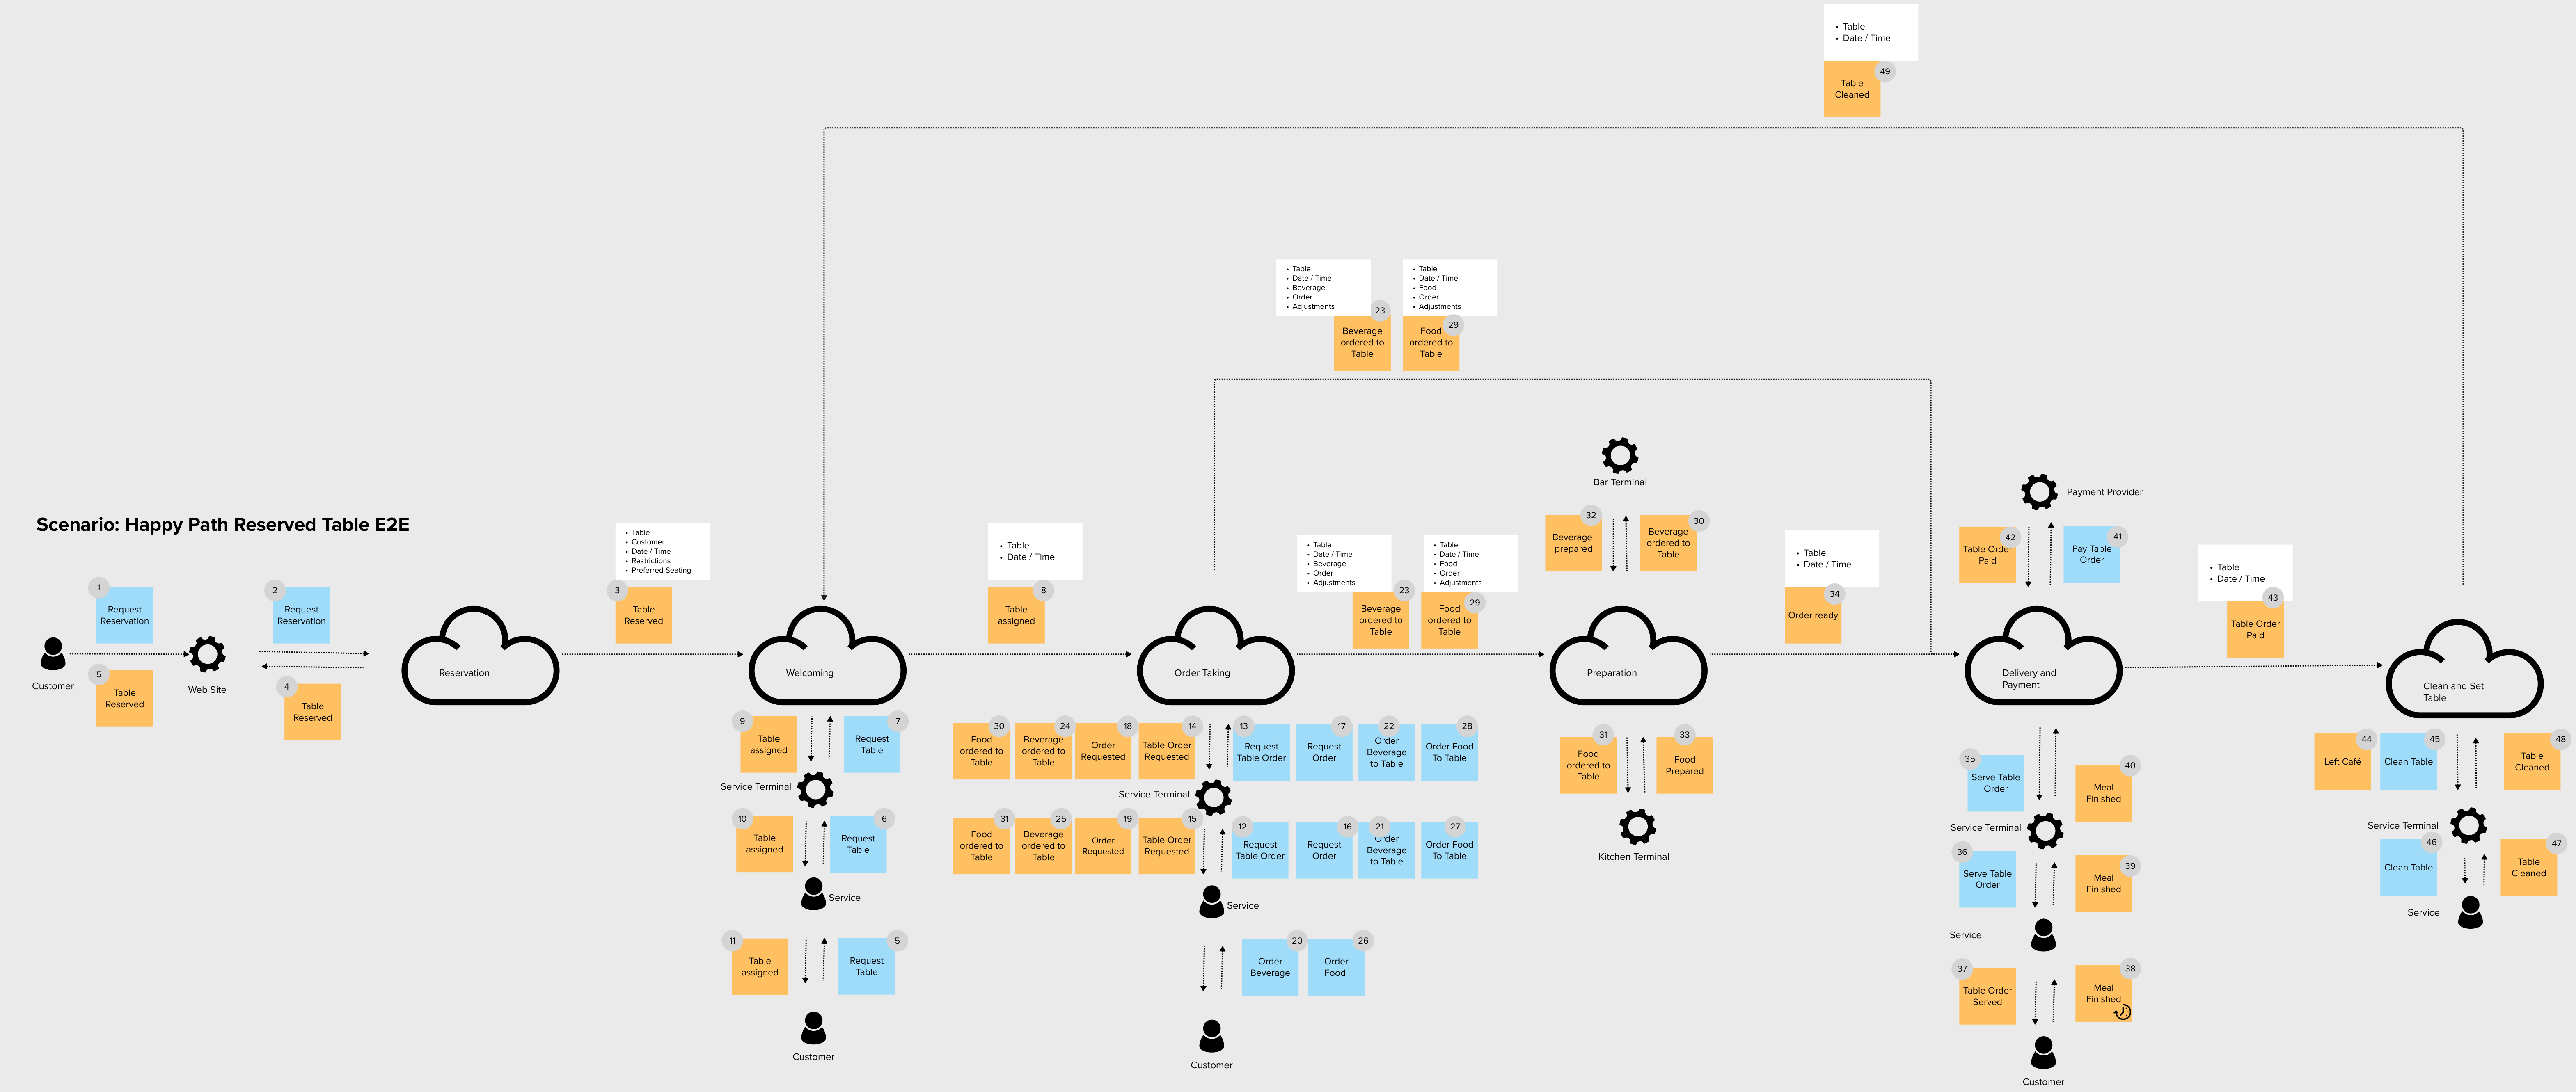 • Table
• Date / Time
49
Table
Cleaned
• Table
• Date / Time
• Beverage
• Order
• Adjustments
• Table
• Date / Time
• Food
• Order
• Adjustments
23
Beverage
ordered to
Table
29
Food
ordered to
Table
Scenario: Happy Path Reserved Table E2E
Customer
1
Request
Reservation
5
Table
Reserved
Web Site
2
Request
Reservation
4
Table
Reserved
Reservation
• Table
• Customer
• Date / Time
• Restrictions
• Preferred Seating
3
Table
Reserved
Welcoming
9
Table
assigned
7
Request
Table
Service Terminal
10
Table
assigned
6
Request
Table
Service
11
Table
assigned
5
Request
Table
Customer
• Table
• Date / Time
8
Table
assigned
Order Taking
30
Food
ordered to
Table
24
Beverage
ordered to
Table
18
Order
Requested
14
Table Order
Requested
13
Request
Table Order
17
Request
Order
22
Order
Beverage
to Table
28
Order Food
To Table
Service Terminal
31
Food
ordered to
Table
25
Beverage
ordered to
Table
19
Order
Requested
15
Table Order
Requested
12
Request
Table Order
16
Request
Order
21
Order
Beverage
to Table
27
Order Food
To Table
Service
20
Order
Beverage
26
Order
Food
Customer
• Table
• Date / Time
• Beverage
• Order
• Adjustments
• Table
• Date / Time
• Food
• Order
• Adjustments
23
Beverage
ordered to
Table
29
Food
ordered to
Table
Bar Terminal
32
Beverage
prepared
30
Beverage
ordered to
Table
Preparation
31
Food
ordered to
Table
33
Food
Prepared
Kitchen Terminal
• Table
• Date / Time
34
Order ready
Payment Provider
42
Table Order
Paid
41
Pay Table
Order
Delivery and
Payment
35
Serve Table
Order
40
Meal
Finished
Service Terminal
36
Serve Table
Order
39
Meal
Finished
Service
37
Table Order
Served
38
Meal
Finished
Customer
• Table
• Date / Time
43
Table Order
Paid
Clean and Set
Table
44
Left Café
45
Clean Table
48
Table
Cleaned
Service Terminal
46
Clean Table
47
Table
Cleaned
Service